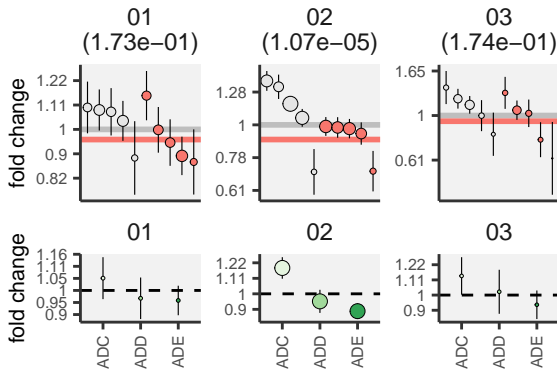 01 02 03
(1.73e−01) (1.07e−05) (1.74e−01)
fold change
1.22 1.11 1 0.9 0.82
1.28 1 0.78 0.61
1.65 1 0.61
01 02 03
fold change
1.16 1.11 1.05 1 0.95 0.9
1.22 1.11 1 0.9
1.22 1.11 1 0.9
ADC ADD ADE ADC ADD ADE ADC ADD ADE